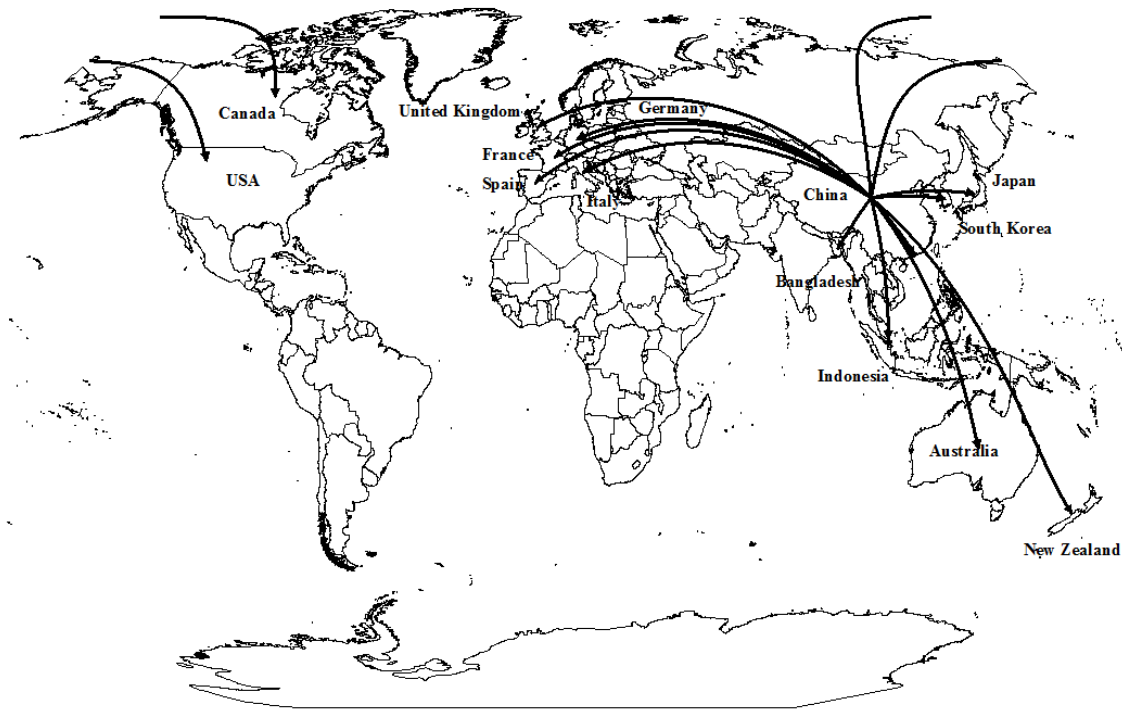 Canada
United Kingdom
Germany
France
USA
Spain
Italy
China
Japan
South Korea
Bangladesh
Indonesia
Australia
New Zealand